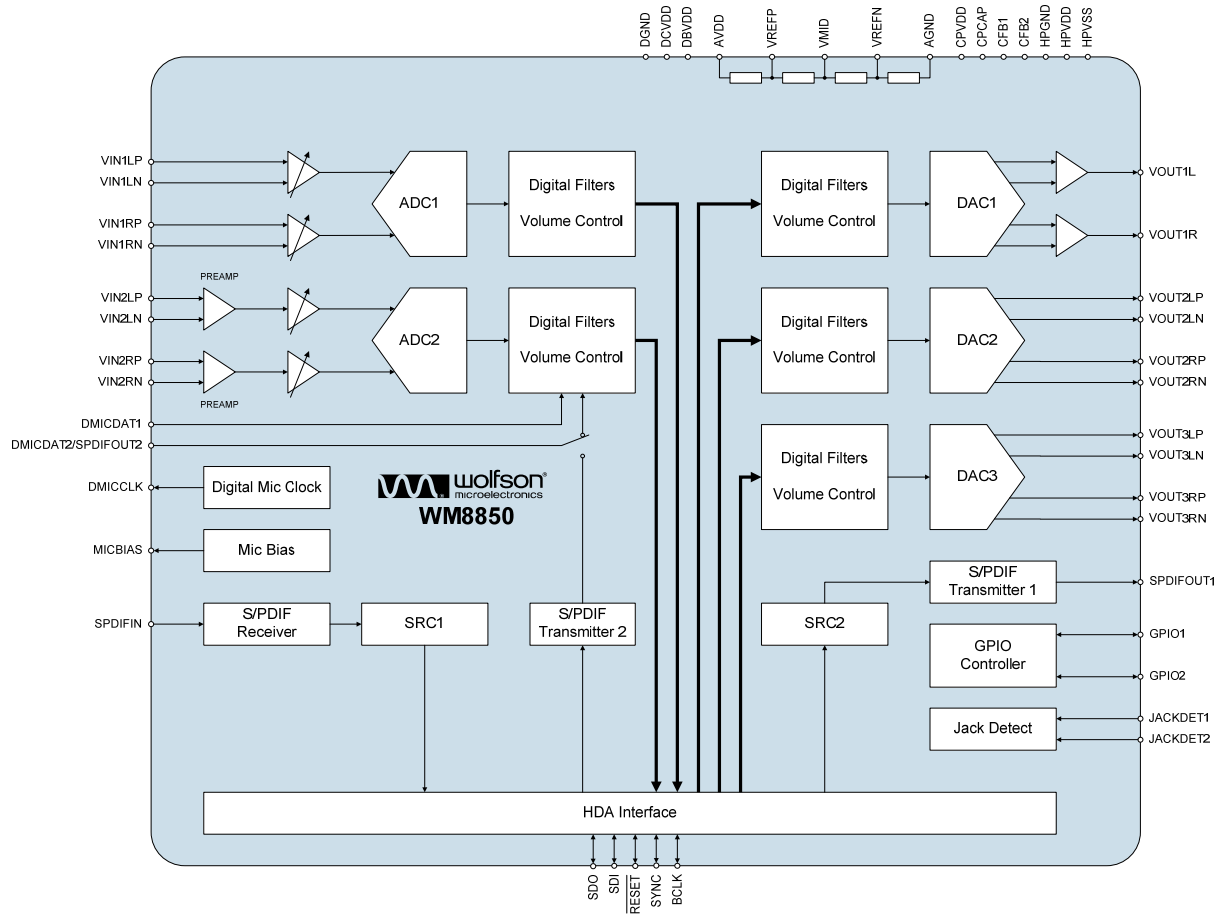 DGND
DCVDD
DBVDD
AVDD
VREFP
VMID
VREFN
AGND
CPVDD
CPCAP
CFB1
CFB2
HPGND
HPVDD
HPVSS
VIN1LP
VIN1LN
VIN1RP
VIN1RN
ADC1
Digital Filters
Volume Control
Digital Filters
Volume Control
DAC1
VOUT1L
VOUT1R
PREAMP
VIN2LP
VIN2LN
VIN2RP
VIN2RN
PREAMP
ADC2
Digital Filters
Volume Control
Digital Filters
Volume Control
DAC2
VOUT2LP
VOUT2LN
VOUT2RP
VOUT2RN
DMICDAT1
DMICDAT2/SPDIFOUT2
DMICCLK
Digital Mic Clock
wolfson®
microelectronics
WM8850
Digital Filters
Volume Control
DAC3
VOUT3LP
VOUT3LN
VOUT3RP
VOUT3RN
MICBIAS
Mic Bias
SPDIFIN
S/PDIF
Receiver
SRC1
S/PDIF
Transmitter 2
SRC2
S/PDIF
Transmitter 1
SPDIFOUT1
GPIO
Controller
GPIO1
GPIO2
Jack Detect
JACKDET1
JACKDET2
HDA Interface
SDO
SDI
RESET
SYNC
BCLK